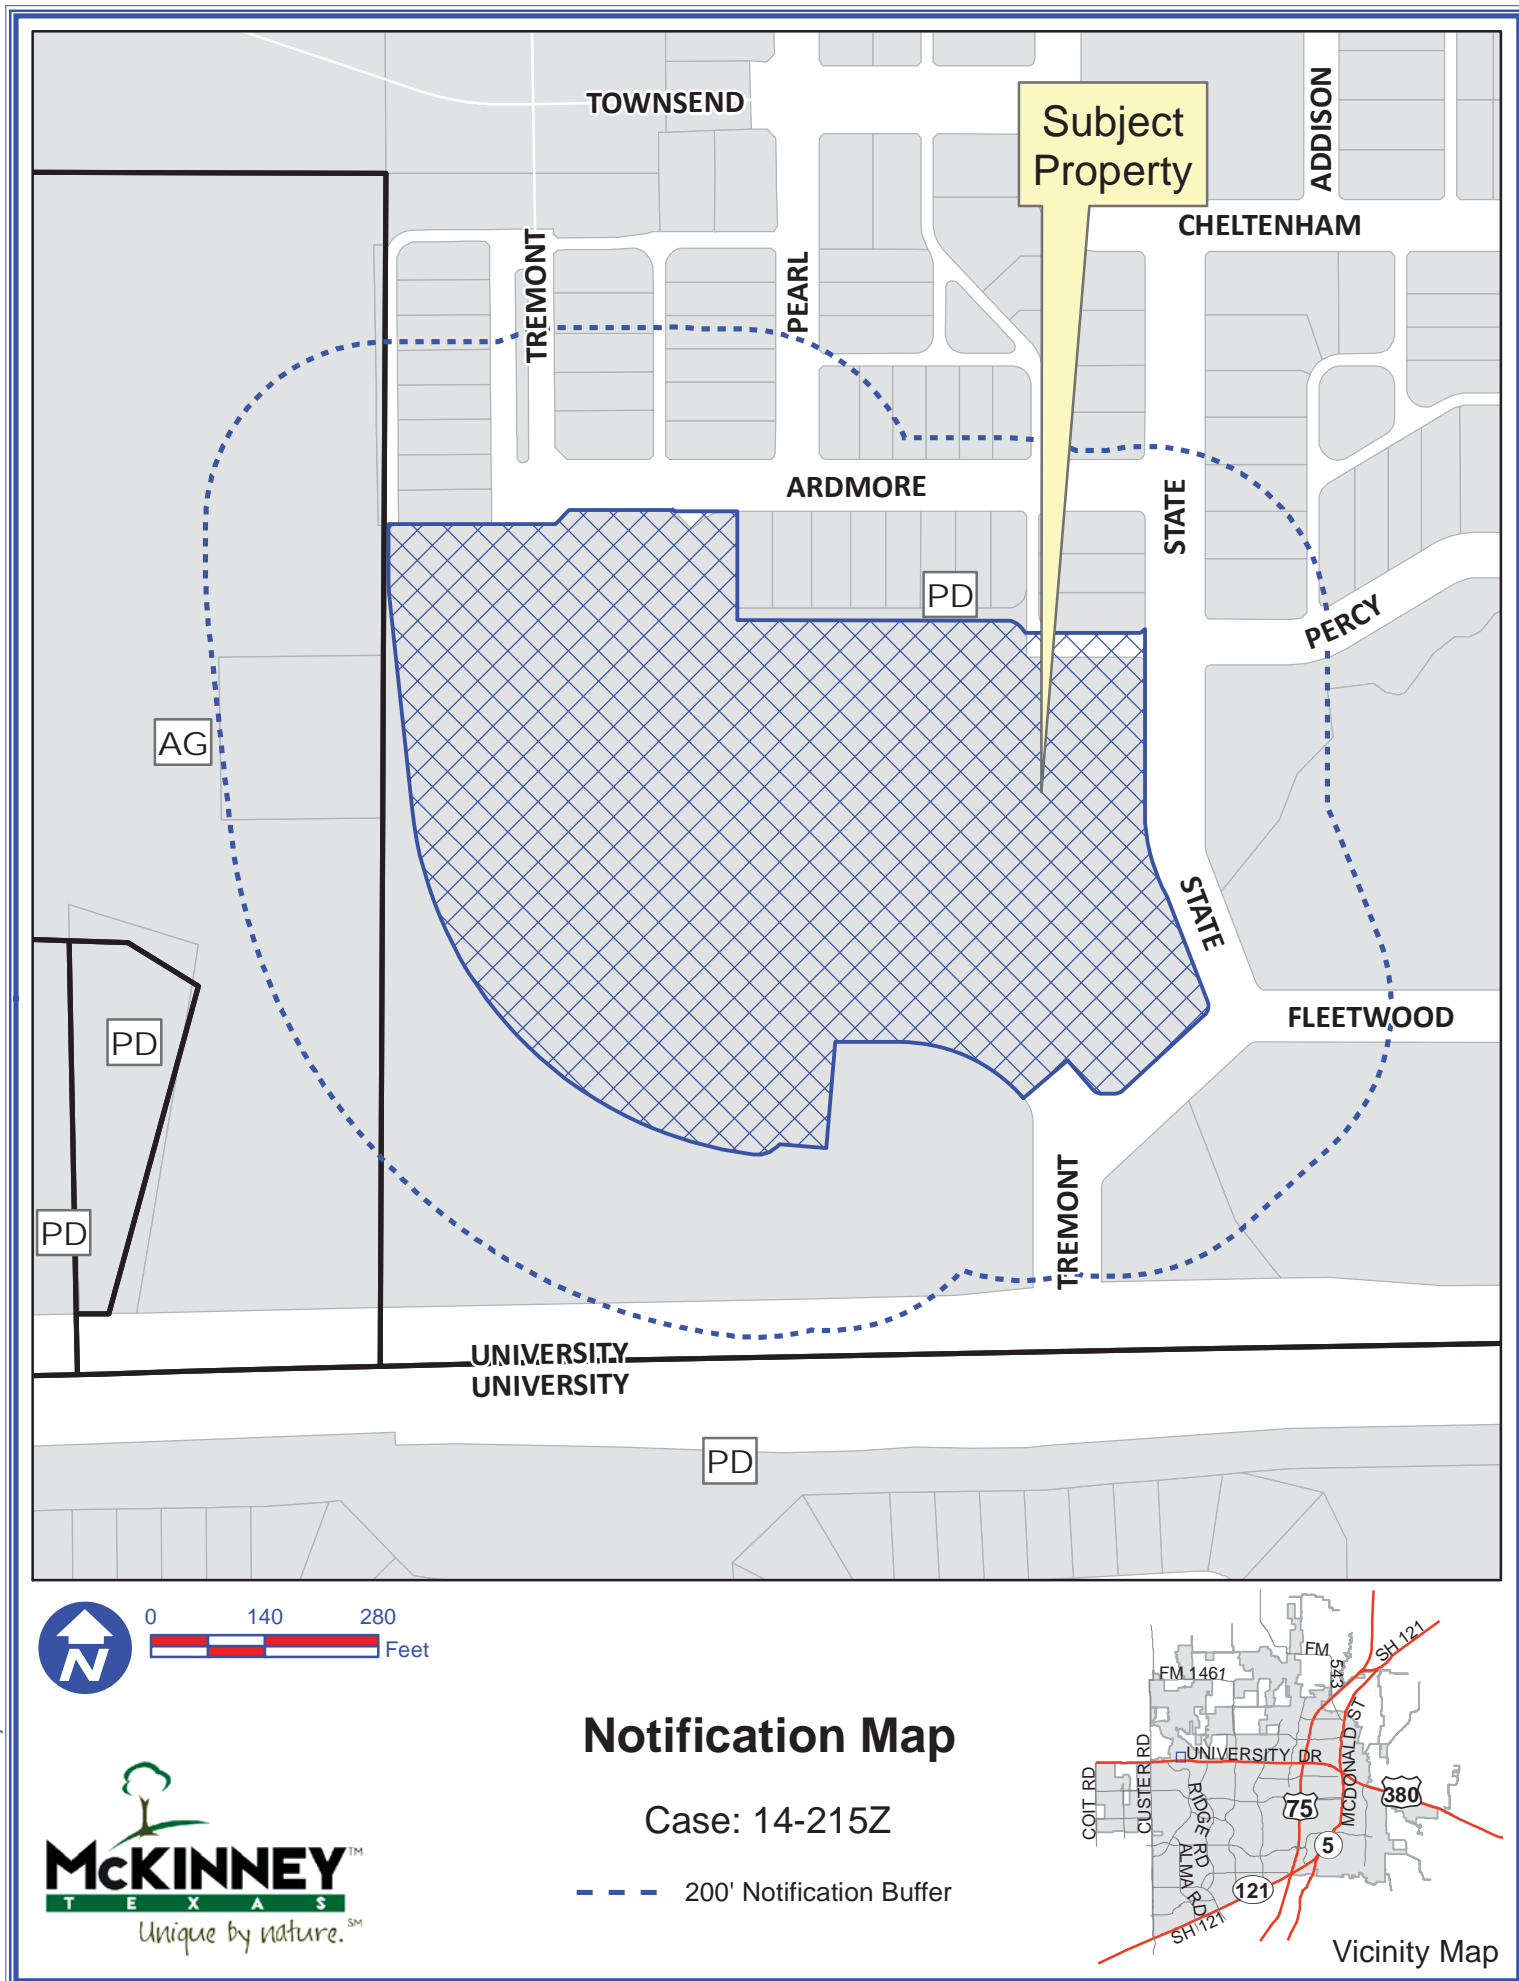 TOWNSEND
Subject
Property
ADDISON
CHELTENHAM
TREMONT
PEARL
ARDMORE
STATE
PD
PERCY
AG
STATE
FLEETWOOD
PD
TREMONT
PD
UNIVERSITY
UNIVERSITY
PD
0 140 280
Feet
N
Notification Map
Case: 14-215Z
200' Notification Buffer
McKINNEY™
TEXAS
Unique by nature.℠
FM 1461
FM
543
SH 121
UNIVERSITY DR
MCDONALD ST
COIT RD
CUSTER RD
RIDGE RD
ALMA RD
75
380
5
121
SH 121
Vicinity Map